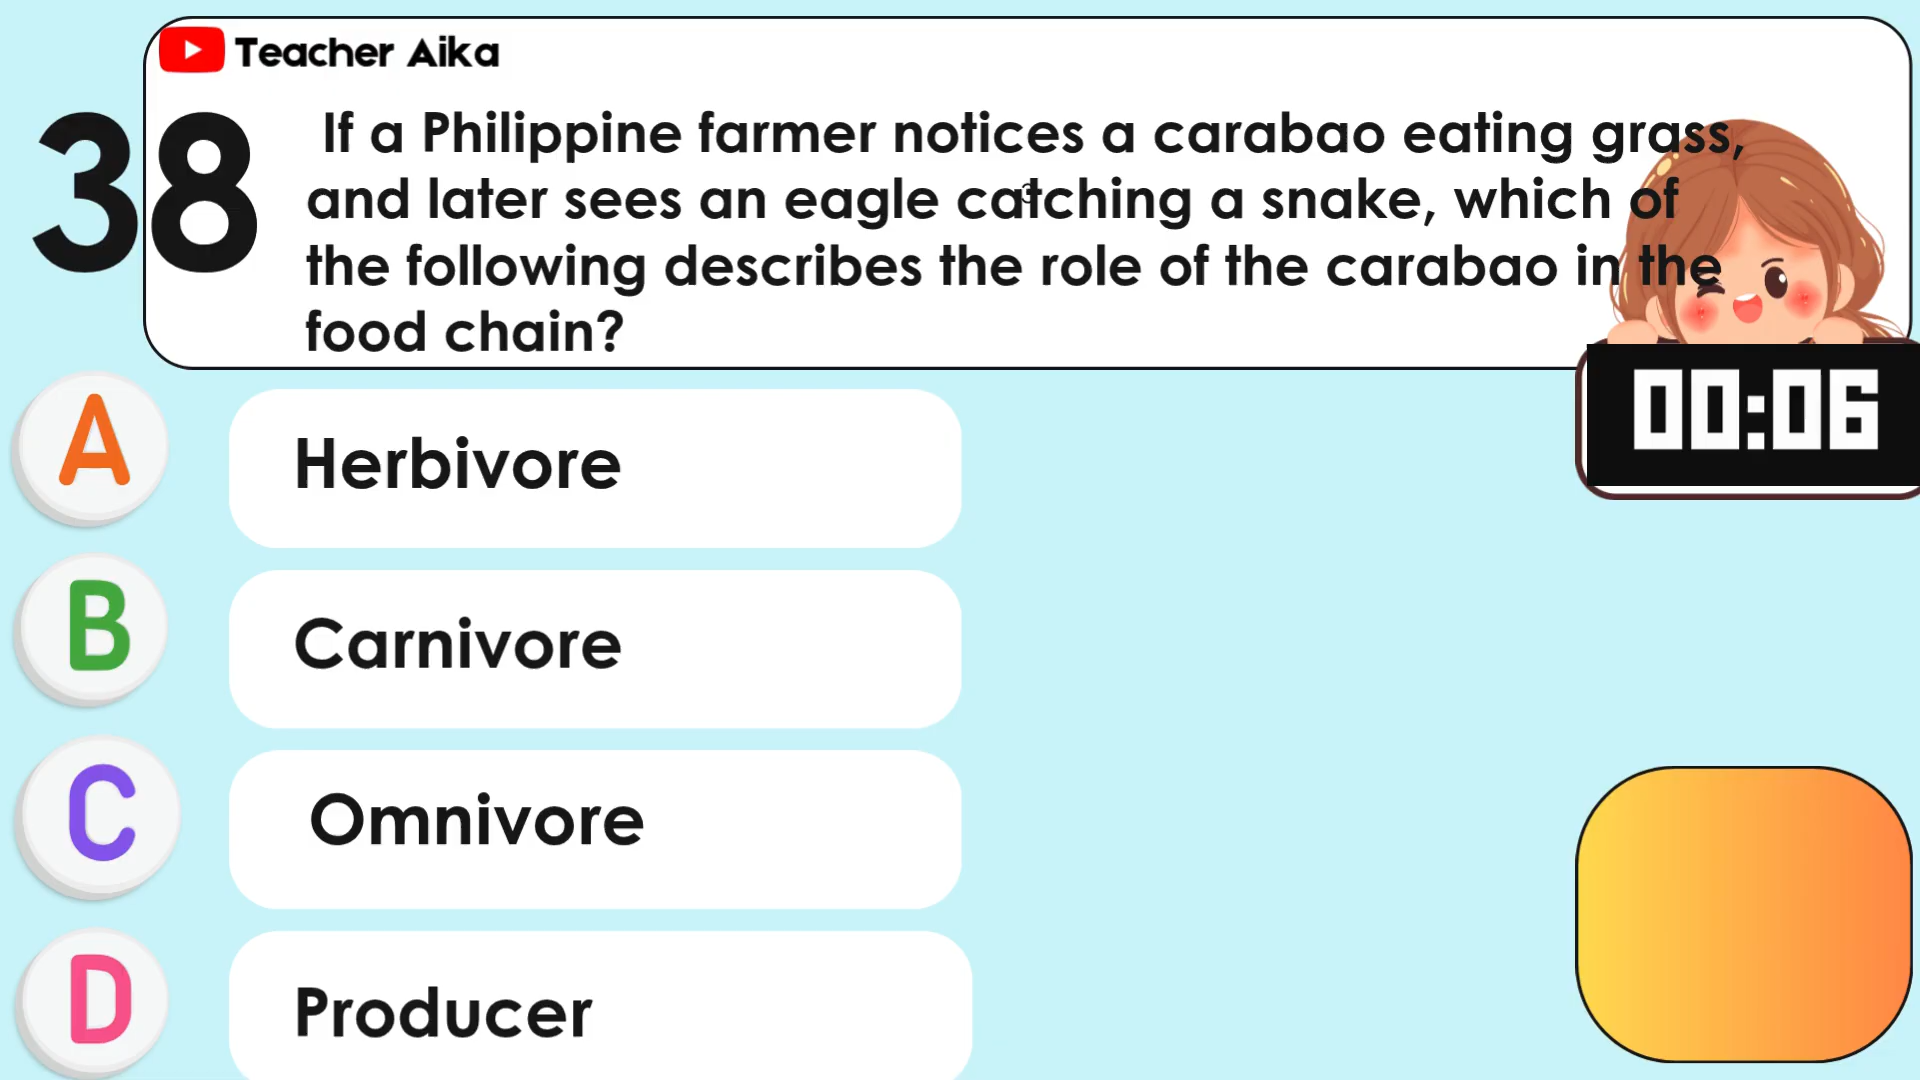 Teacher Aika
38
If a Philippine farmer notices a carabao eating grass,
and later sees an eagle catching a snake, which of
the following describes the role of the carabao in the
food chain?
00:06
A
Herbivore
B
Carnivore
C
Omnivore
D
Producer